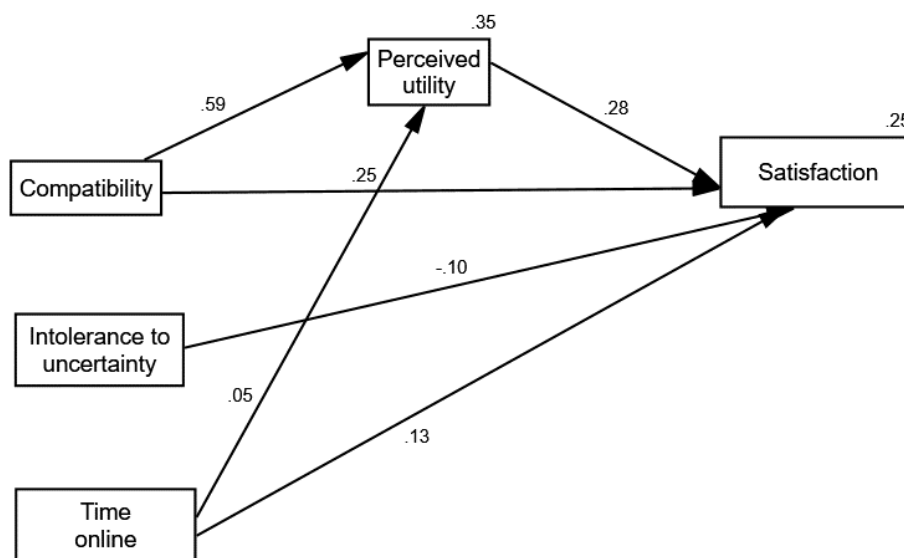 .35
Perceived
utility
.59
.28
.25
Satisfaction
Compatibility
.25
-.10
Intolerance to
uncertainty
.05
.13
Time
online